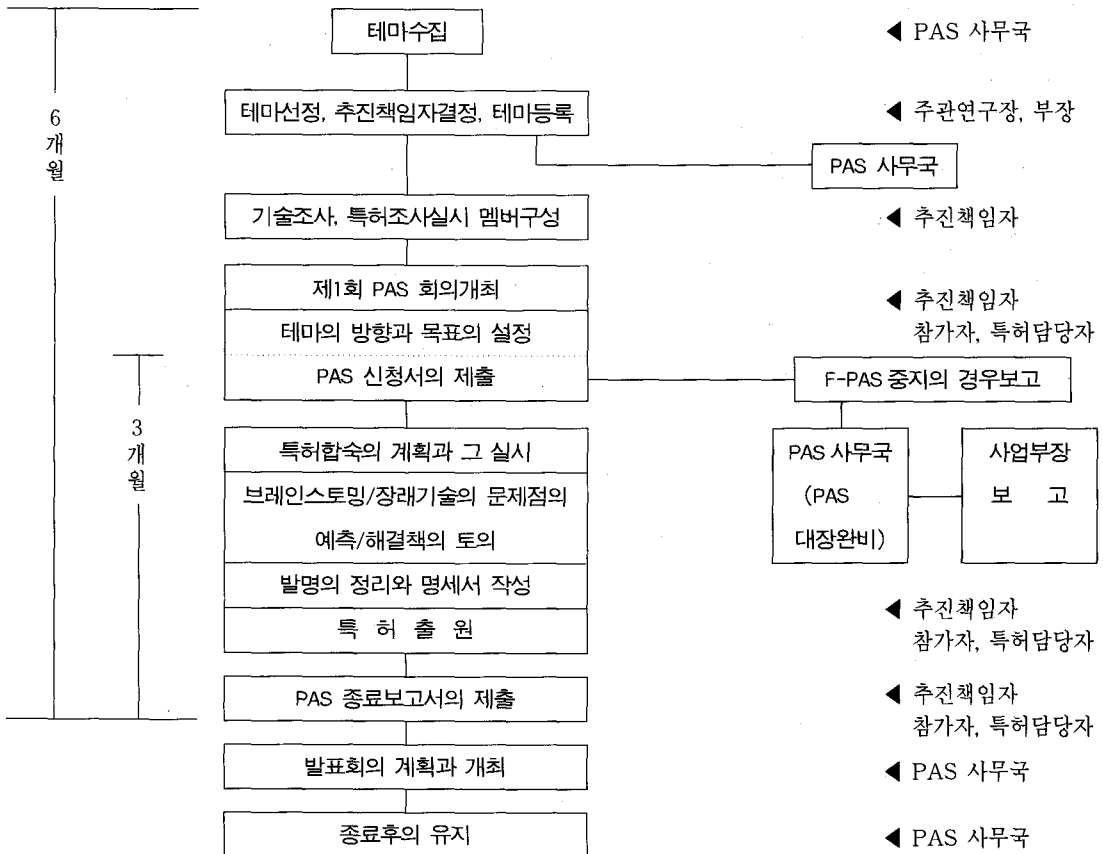 테마수집
◀ PAS 사무국
6개월
테마선정, 추진책임자결정, 테마등록
◀ 주관연구장, 부장
PAS 사무국
기술조사, 특허조사실시 멤버구성
◀ 추진책임자
제1회 PAS 회의개최
◀ 추진책임자
참가자, 특허담당자
테마의 방향과 목표의 설정
PAS 신청서의 제출
F-PAS 중지의 경우보고
3개월
특허합숙의 계획과 그 실시
브레인스토밍/장래기술의 문제점의
예측/해결책의 토의
PAS 사무국
(PAS
대장완비)
사업부장
보 고
발명의 정리와 명세서 작성
특 허 출 원
◀ 추진책임자
참가자, 특허담당자
PAS 종료보고서의 제출
◀ 추진책임자
참가자, 특허담당자
발표회의 계획과 개최
◀ PAS 사무국
종료후의 유지
◀ PAS 사무국